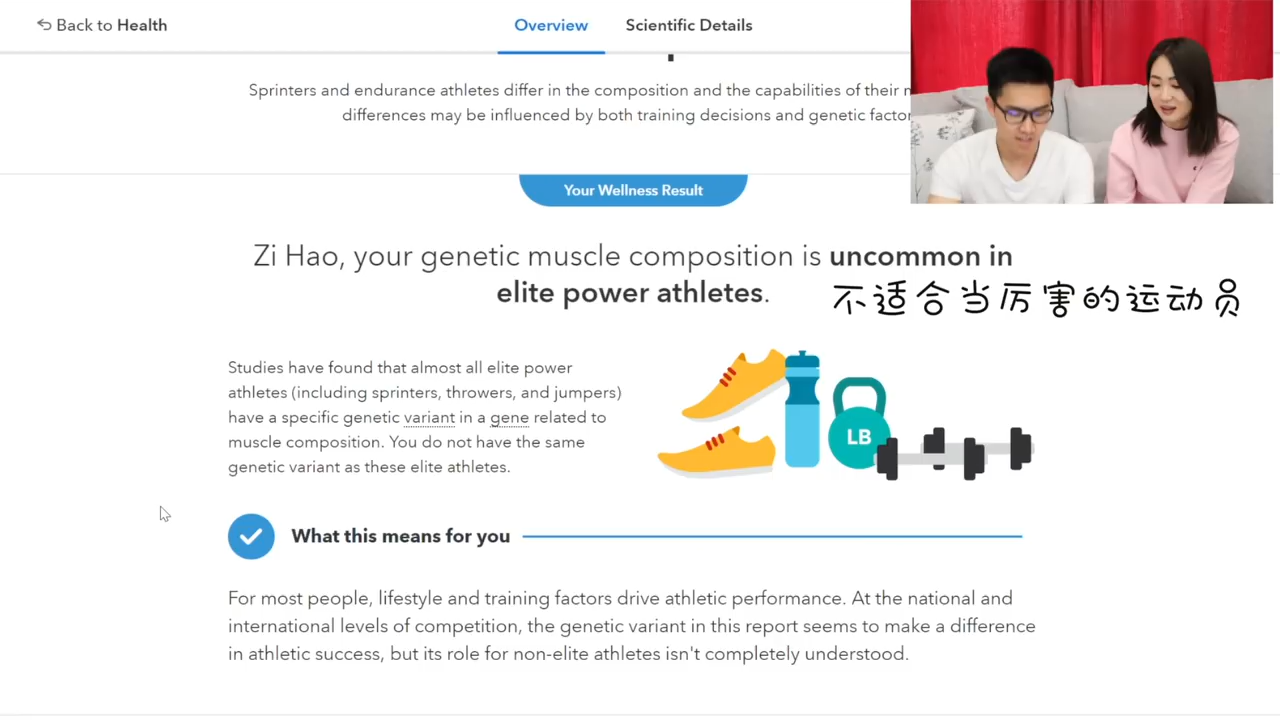 Back to Health
Overview
Scientific Details
Sprinters and endurance athletes differ in the composition and the capabilities of their
differences may be influenced by both training decisions and genetic
Your Wellness Result
Zi Hao, your genetic muscle composition is uncommon in
elite power athletes.
不适合当厉害的运动员
Studies have found that almost all elite power
athletes (including sprinters, throwers, and jumpers)
have a specific genetic variant in a gene related to
muscle composition. You do not have the same
genetic variant as these elite athletes.
LB
What this means for you
For most people, lifestyle and training factors drive athletic performance. At the national and
international levels of competition, the genetic variant in this report seems to make a difference
in athletic success, but its role for non-elite athletes isn't completely understood.